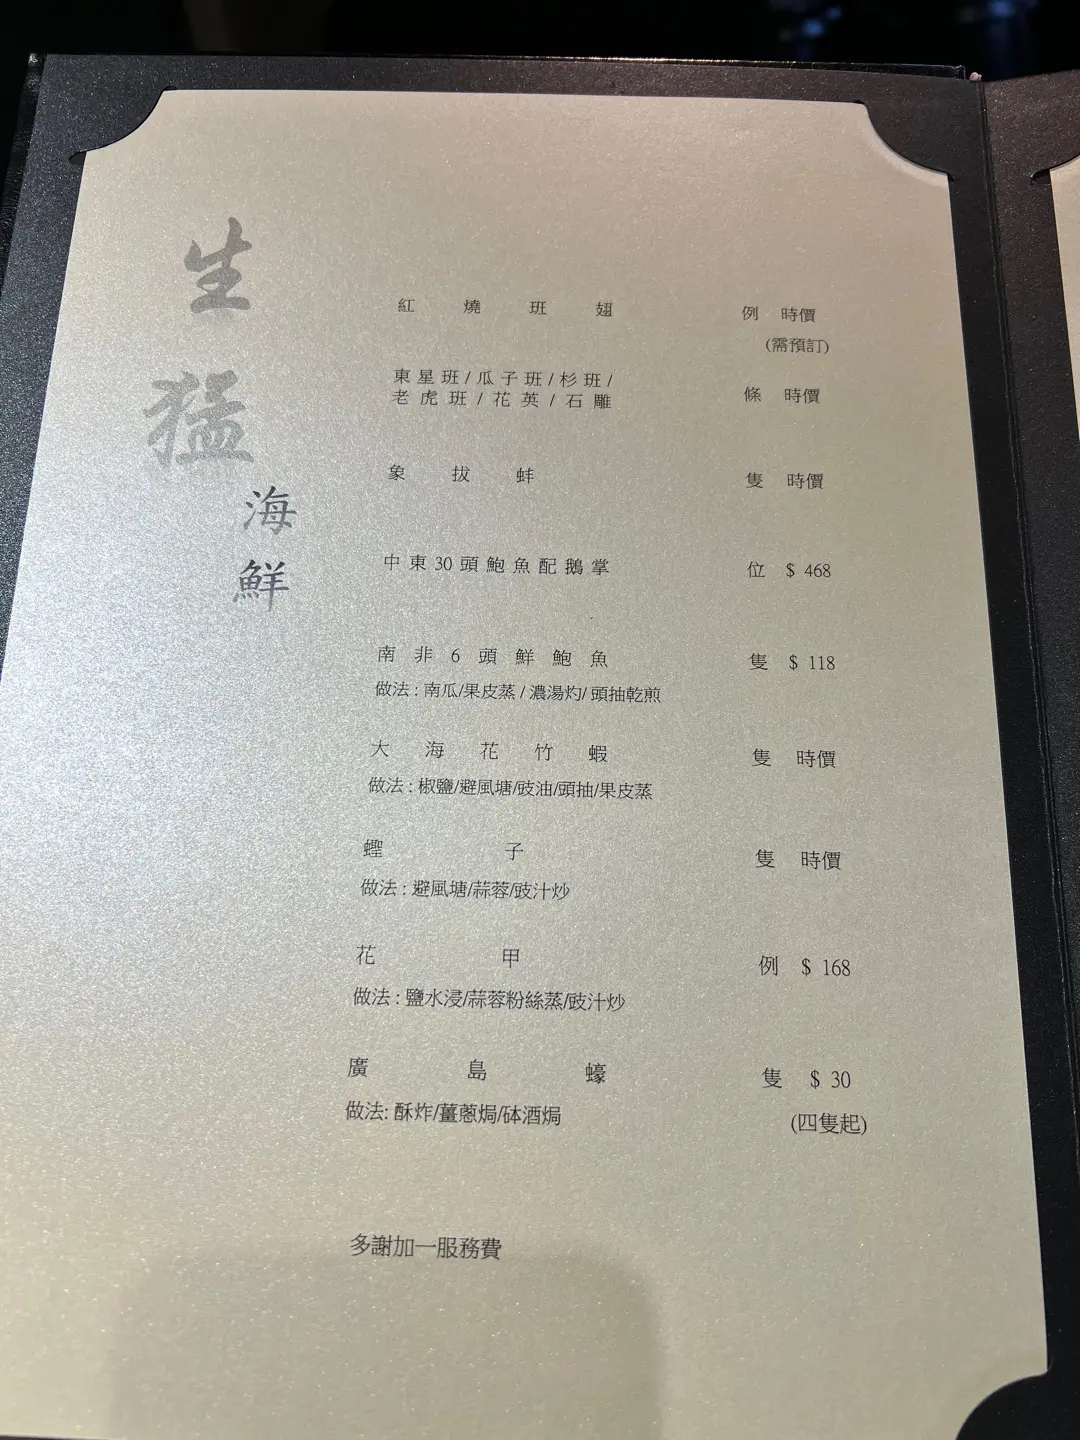 生猛
海鮮
紅燒班翅 例 時價
(需預訂)
東星班/瓜子班/杉班/
老虎班/花英/石雕 條 時價
象拔蚌 隻 時價
中東30頭鮑魚配鵝掌 位 $ 468
南非6頭鮮鮑魚 隻 $ 118
做法 : 南瓜/果皮蒸 / 濃湯灼/ 頭抽乾煎
大海花竹蝦 隻 時價
做法 : 椒鹽/避風塘/豉油/頭抽/果皮蒸
蟶子 隻 時價
做法 : 避風塘/蒜蓉/豉汁炒
花甲 例 $ 168
做法 : 鹽水浸/蒜蓉粉絲蒸/豉汁炒
廣島蠔 隻 $ 30
做法: 酥炸/薑蔥焗/砵酒焗 (四隻起)
多謝加一服務費